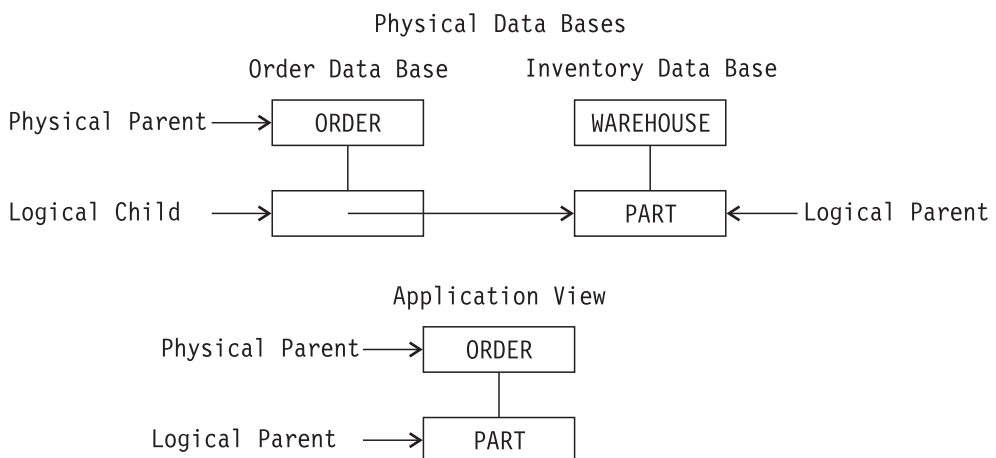 Physical Data Bases
Order Data Base Inventory Data Base
Physical Parent ORDER WAREHOUSE
Logical Child PART Logical Parent
Application View
Physical Parent ORDER
Logical Parent PART